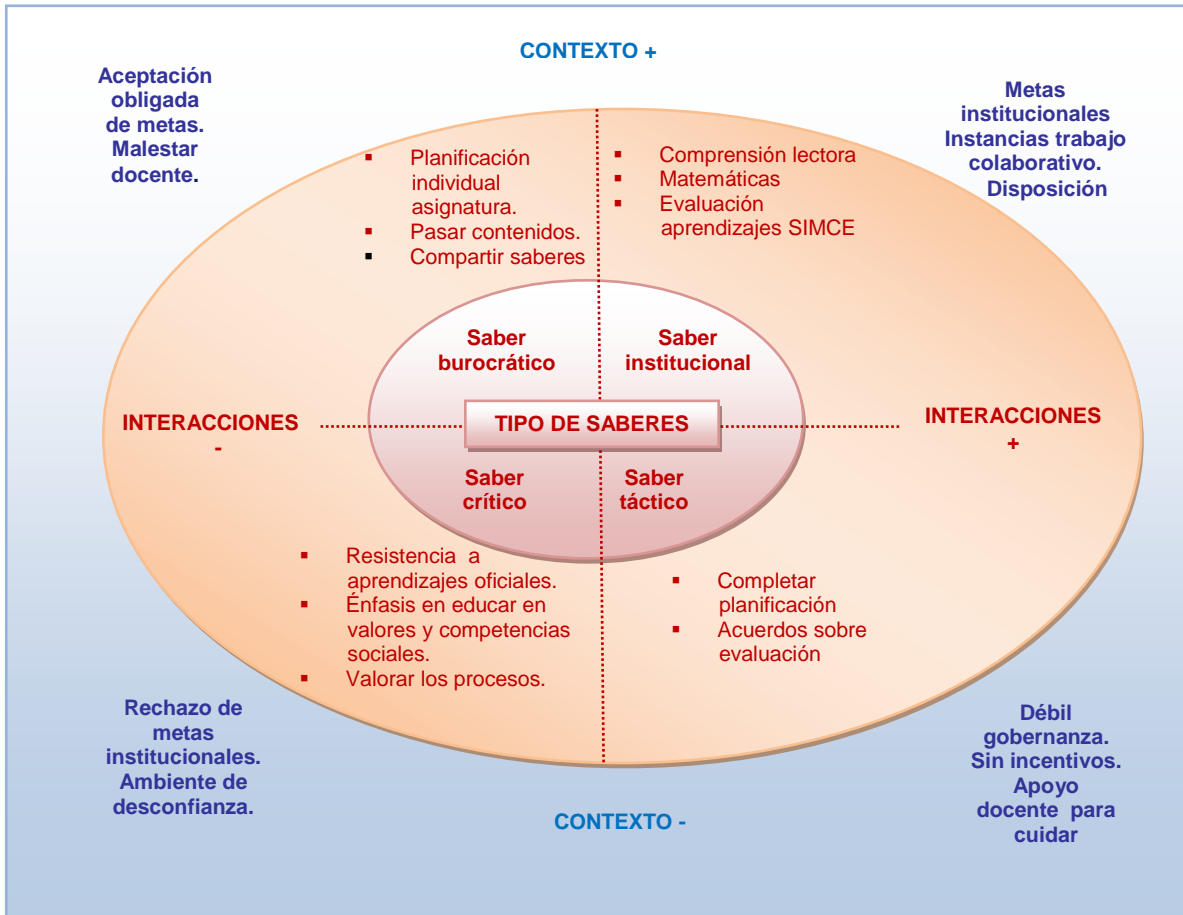 CONTEXTO +
Aceptación
obligada
de metas.
Malestar
docente.
Metas
institucionales
Instancias trabajo
colaborativo.
Disposición
▪ Planificación
individual
asignatura.
▪ Pasar contenidos.
▪ Compartir saberes
▪ Comprensión lectora
▪ Matemáticas
▪ Evaluación
aprendizajes SIMCE
Saber
burocrático
Saber
institucional
INTERACCIONES
-
TIPO DE SABERES
INTERACCIONES
+
Saber
crítico
Saber
táctico
▪ Resistencia a
aprendizajes oficiales.
▪ Énfasis en educar en
valores y competencias
sociales.
▪ Valorar los procesos.
▪ Completar
planificación
▪ Acuerdos sobre
evaluación
Rechazo de
metas
institucionales.
Ambiente de
desconfianza.
Débil
gobernanza.
Sin incentivos.
Apoyo
docente para
cuidar
CONTEXTO -